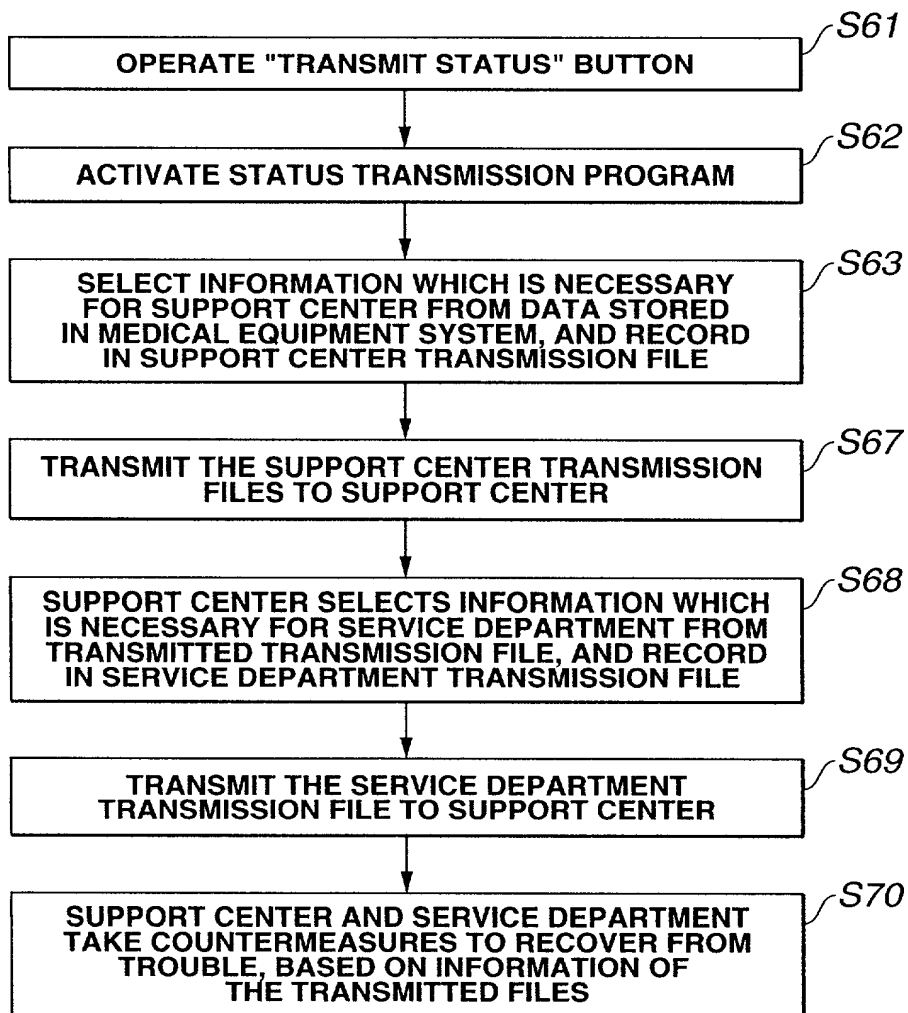 S61
OPERATE "TRANSMIT STATUS" BUTTON
S62
ACTIVATE STATUS TRANSMISSION PROGRAM
S63
SELECT INFORMATION WHICH IS NECESSARY
FOR SUPPORT CENTER FROM DATA STORED
IN MEDICAL EQUIPMENT SYSTEM, AND RECORD
IN SUPPORT CENTER TRANSMISSION FILE
S67
TRANSMIT THE SUPPORT CENTER TRANSMISSION
FILES TO SUPPORT CENTER
S68
SUPPORT CENTER SELECTS INFORMATION WHICH
IS NECESSARY FOR SERVICE DEPARTMENT FROM
TRANSMITTED TRANSMISSION FILE, AND RECORD
IN SERVICE DEPARTMENT TRANSMISSION FILE
S69
TRANSMIT THE SERVICE DEPARTMENT
TRANSMISSION FILE TO SUPPORT CENTER
S70
SUPPORT CENTER AND SERVICE DEPARTMENT
TAKE COUNTERMEASURES TO RECOVER FROM
TROUBLE, BASED ON INFORMATION OF
THE TRANSMITTED FILES